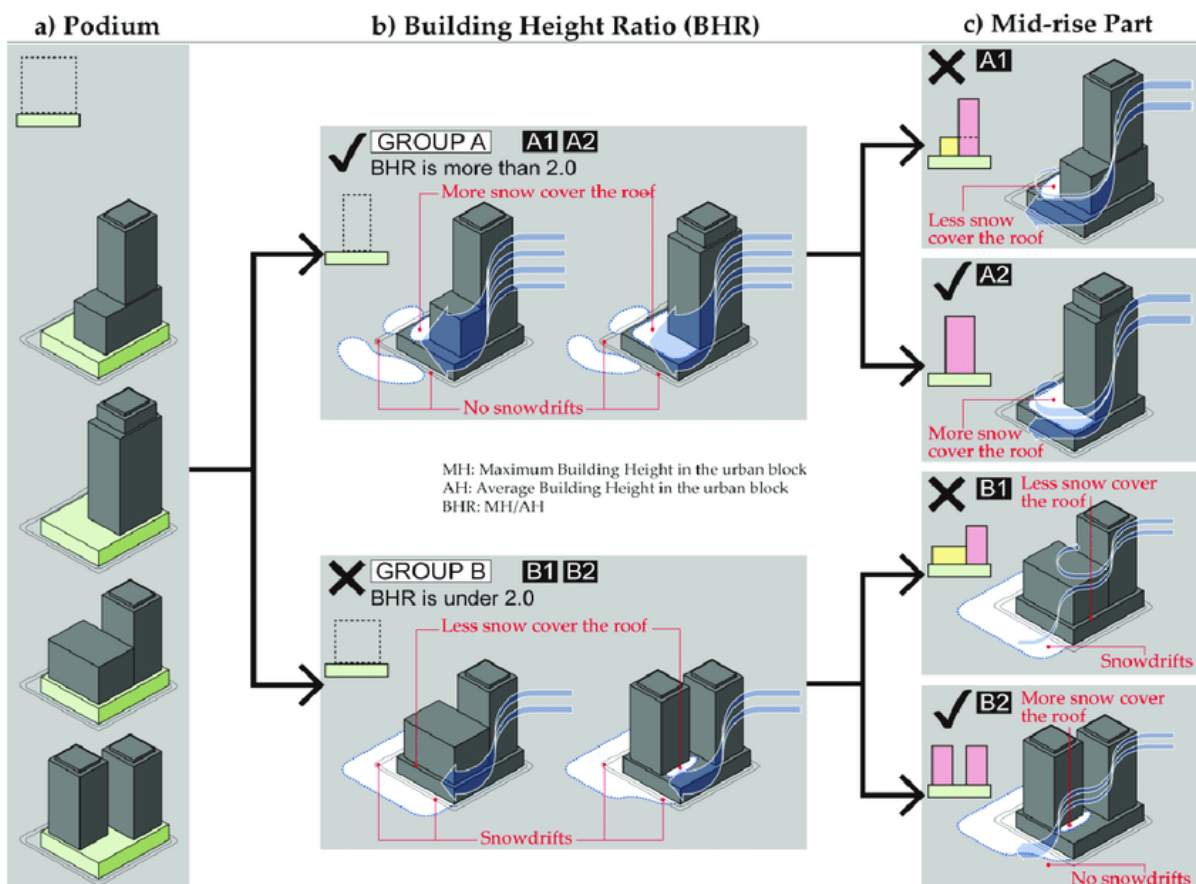 a) Podium
b) Building Height Ratio (BHR)
c) Mid-rise Part
GROUP A A1 A2
BHR is more than 2.0
More snow cover the roof
No snowdrifts
MH: Maximum Building Height in the urban block
AH: Average Building Height in the urban block
BHR: MH/AH
GROUP B B1 B2
BHR is under 2.0
Less snow cover the roof
Snowdrifts
A1
Less snow
cover the roof
A2
More snow
cover the roof
B1
Less snow cover
the roof
Snowdrifts
B2
More snow cover
the roof
No snowdrifts